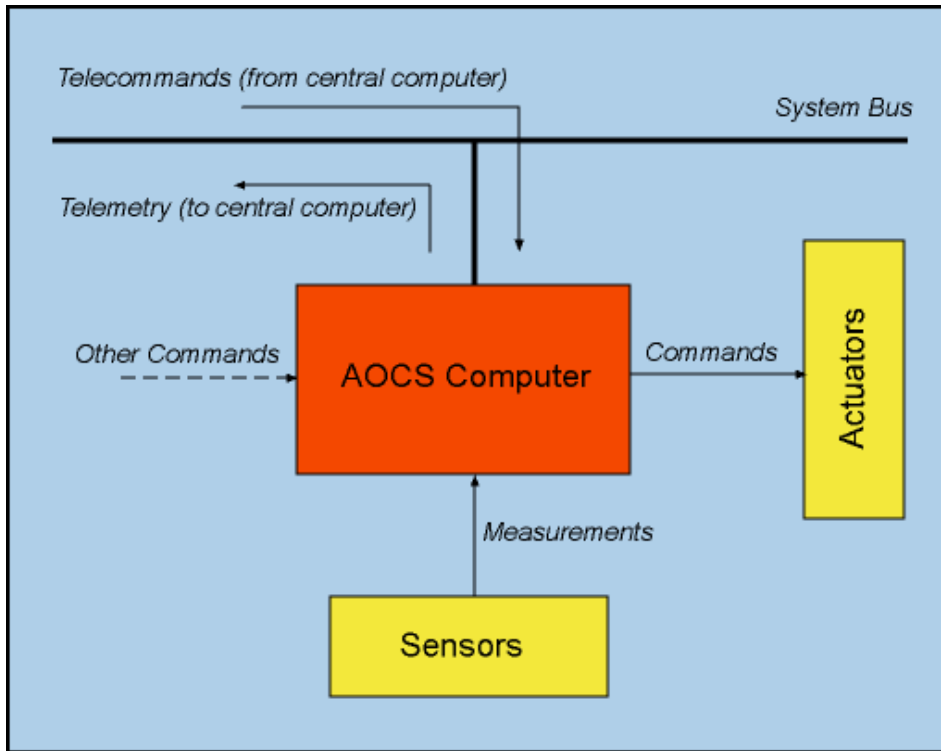 Telecommands (from central computer)
System Bus
Telemetry (to central computer)
Other Commands
AOCS Computer
Commands
Actuators
Measurements
Sensors